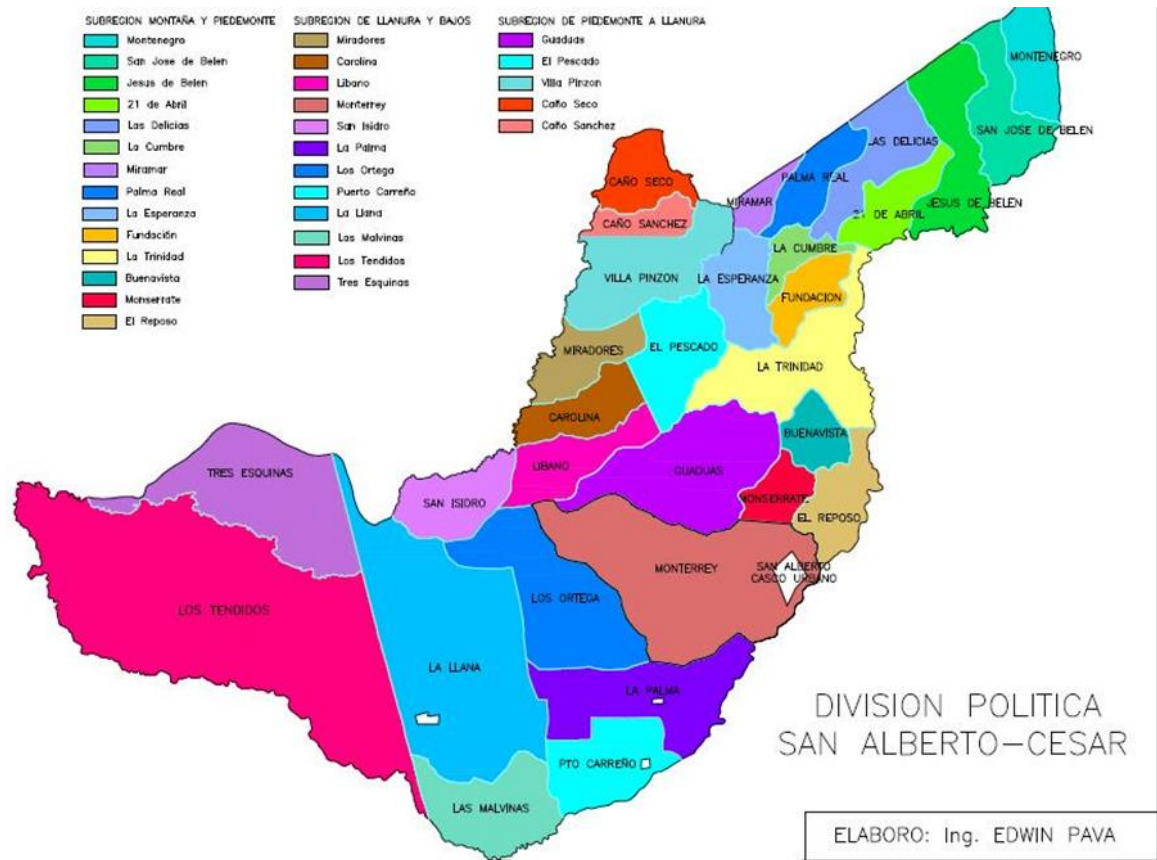 SUBREGION MONTAÑA Y PIEDEMONTE
Montenegro
San Jose de Belen
Jesus de Belen
21 de Abril
Las Delicias
La Cumbre
Miramar
Palma Real
La Esperanza
Fundación
La Trinidad
Buenavista
Monserrate
El Reposo
SUBREGION DE LLANURA Y BAJOS
Miradores
Carolina
Libano
Monterrey
San Isidro
La Palma
Los Ortega
Puerto Carreño
La Llana
Las Malvinas
Los Tendidos
Tres Esquinas
SUBREGION DE PIEDEMONTE A LLANURA
Guaduas
El Pescado
Villa Pinzon
Caño Seco
Caño Sanchez
MONTENEGRO
SAN JOSE DE BELEN
LAS DELICIAS
PALMA REAL
CAÑO SECO
MIRAMAR
JESUS DE BELEN
21 DE ABRIL
CAÑO SANCHEZ
LA CUMBRE
VILLA PINZON
LA ESPERANZA
FUNDACION
MIRADORES
EL PESCADO
LA TRINIDAD
CAROLINA
BUENAVISTA
LIBANO
GUADUAS
TRES ESQUINAS
SAN ISIDRO
MONSERRATE
EL REPOSO
MONTERREY
SAN ALBERTO
CASCO URBANO
LOS ORTEGA
LOS TENDIDOS
LA LLANA
LA PALMA
PTO CARREÑO
LAS MALVINAS
DIVISION POLITICA
SAN ALBERTO-CESAR
ELABORO: Ing. EDWIN PAVA